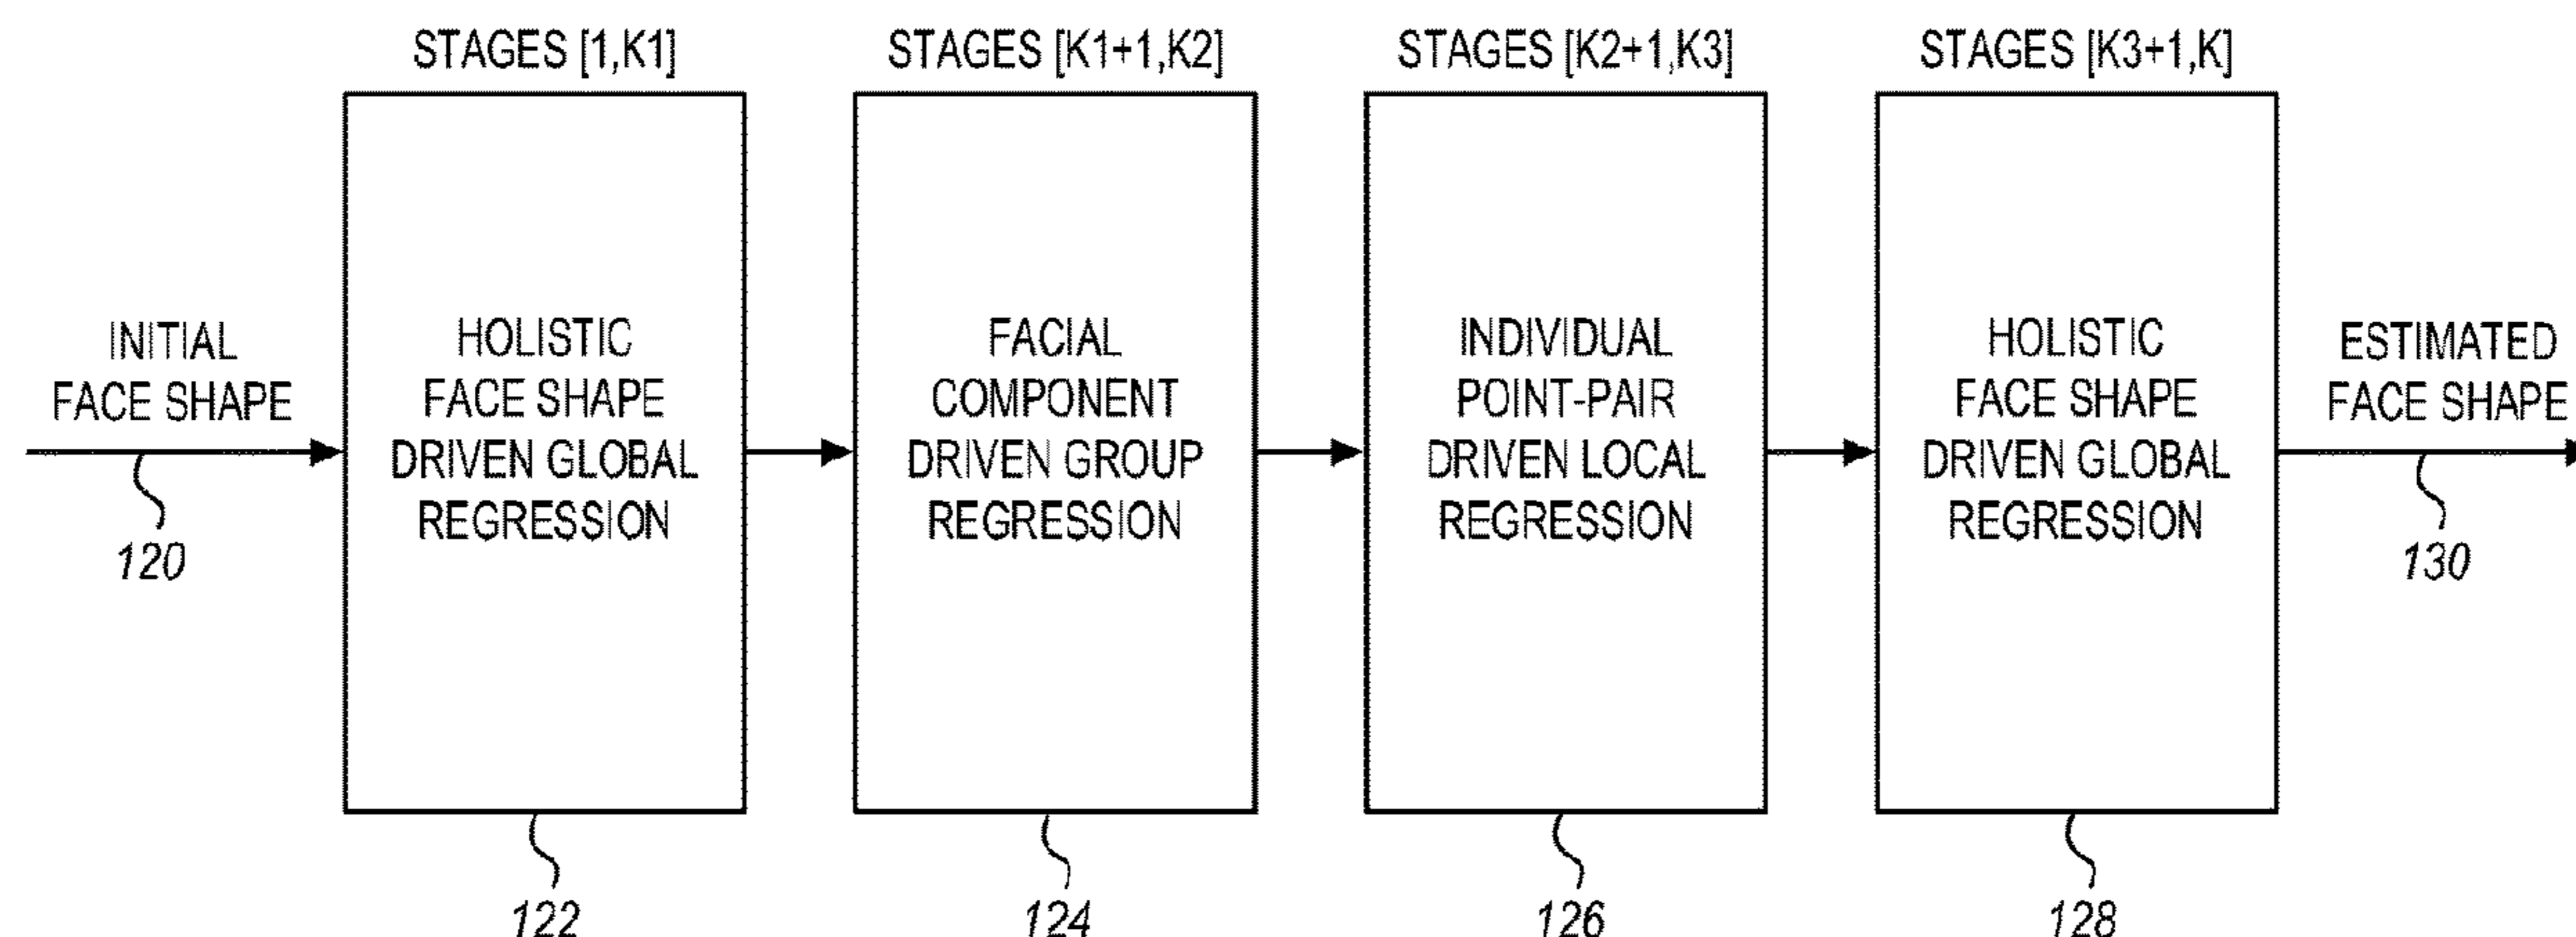 STAGES [1,K1]
STAGES [K1+1,K2]
STAGES [K2+1,K3]
STAGES [K3+1,K]
INITIAL
FACE SHAPE
120
HOLISTIC
FACE SHAPE
DRIVEN GLOBAL
REGRESSION
122
FACIAL
COMPONENT
DRIVEN GROUP
REGRESSION
124
INDIVIDUAL
POINT-PAIR
DRIVEN LOCAL
REGRESSION
126
HOLISTIC
FACE SHAPE
DRIVEN GLOBAL
REGRESSION
128
ESTIMATED
FACE SHAPE
130